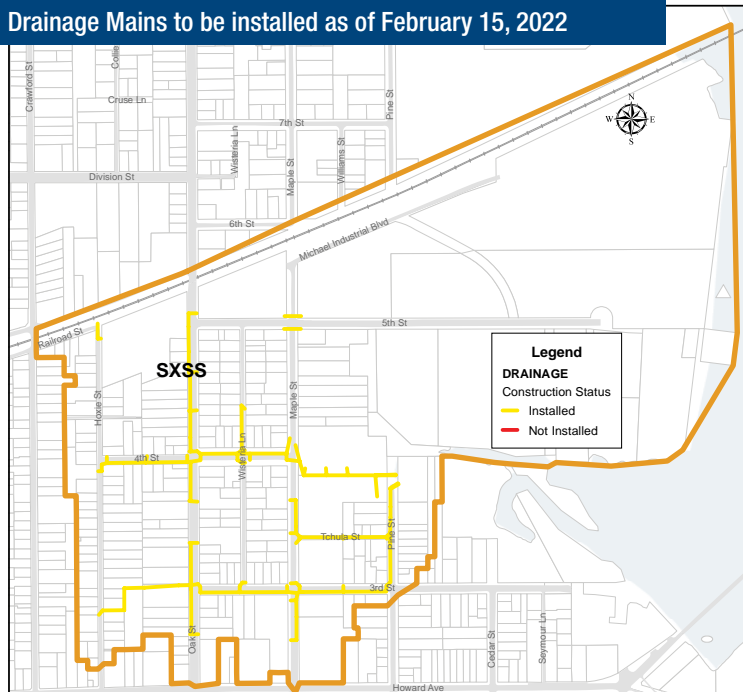 Drainage Mains to be installed as of February 15, 2022
Crawford St
Collie
Cruse Ln
Pine St
7th St
Wisteria Ln
Maple St
Williams St
N
W E
S
Division St
6th St
Michael Industrial Blvd
5th St
Railroad St
SXSS
Legend
DRAINAGE
Construction Status
Installed
Not Installed
Hoxie St
Maple St
Wisteria Ln
4th St
Tchula St
Pine St
3rd St
Oak St
Cedar St
Seymour Ln
Howard Ave